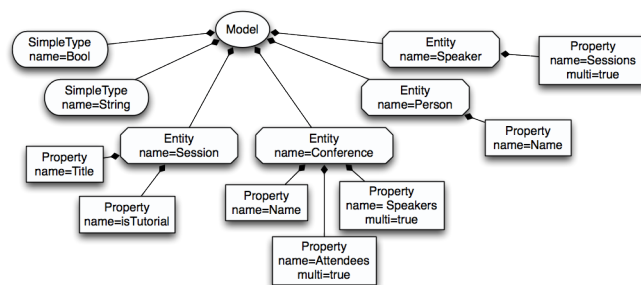 Model
SimpleType
name=Bool
SimpleType
name=String
Entity
name=Speaker
Property
name=Sessions
multi=true
Entity
name=Person
Property
name=Name
Entity
name=Session
Property
name=Title
Property
name=isTutorial
Entity
name=Conference
Property
name=Name
Property
name=Attendees
multi=true
Property
name= Speakers
multi=true